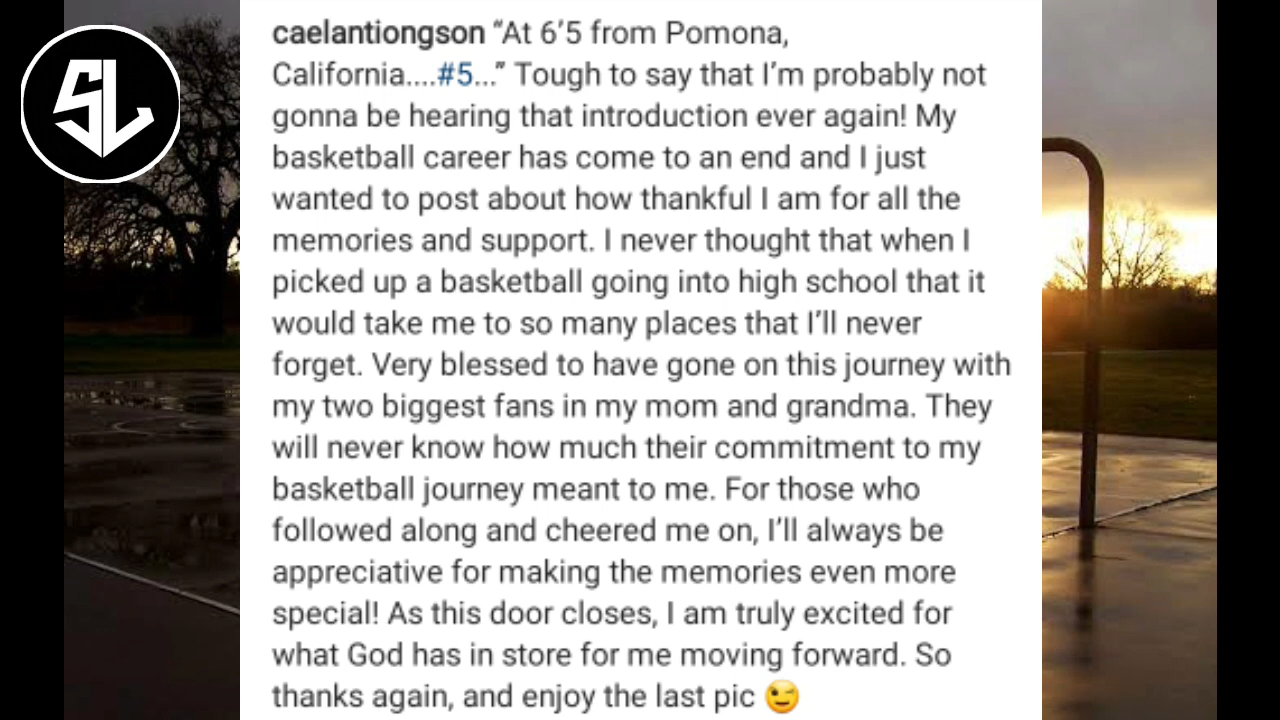 SL
caelantiongson “At 6’5 from Pomona,
California....#5...” Tough to say that I’m probably not
gonna be hearing that introduction ever again! My
basketball career has come to an end and I just
wanted to post about how thankful I am for all the
memories and support. I never thought that when I
picked up a basketball going into high school that it
would take me to so many places that I’ll never
forget. Very blessed to have gone on this journey with
my two biggest fans in my mom and grandma. They
will never know how much their commitment to my
basketball journey meant to me. For those who
followed along and cheered me on, I’ll always be
appreciative for making the memories even more
special! As this door closes, I am truly excited for
what God has in store for me moving forward. So
thanks again, and enjoy the last pic 😉